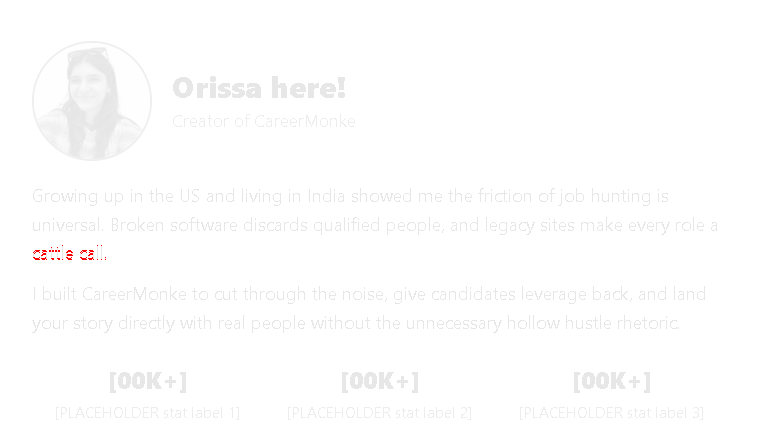 Orissa here!
Creator of CareerMonke
Growing up in the US and living in India showed me the friction of job hunting is
universal. Broken software discards qualified people, and legacy sites make every role a
cattle call.
I built CareerMonke to cut through the noise, give candidates leverage back, and land
your story directly with real people without the unnecessary hollow hustle rhetoric.
[00K+] [00K+] [00K+]
[PLACEHOLDER stat label 1] [PLACEHOLDER stat label 2] [PLACEHOLDER stat label 3]